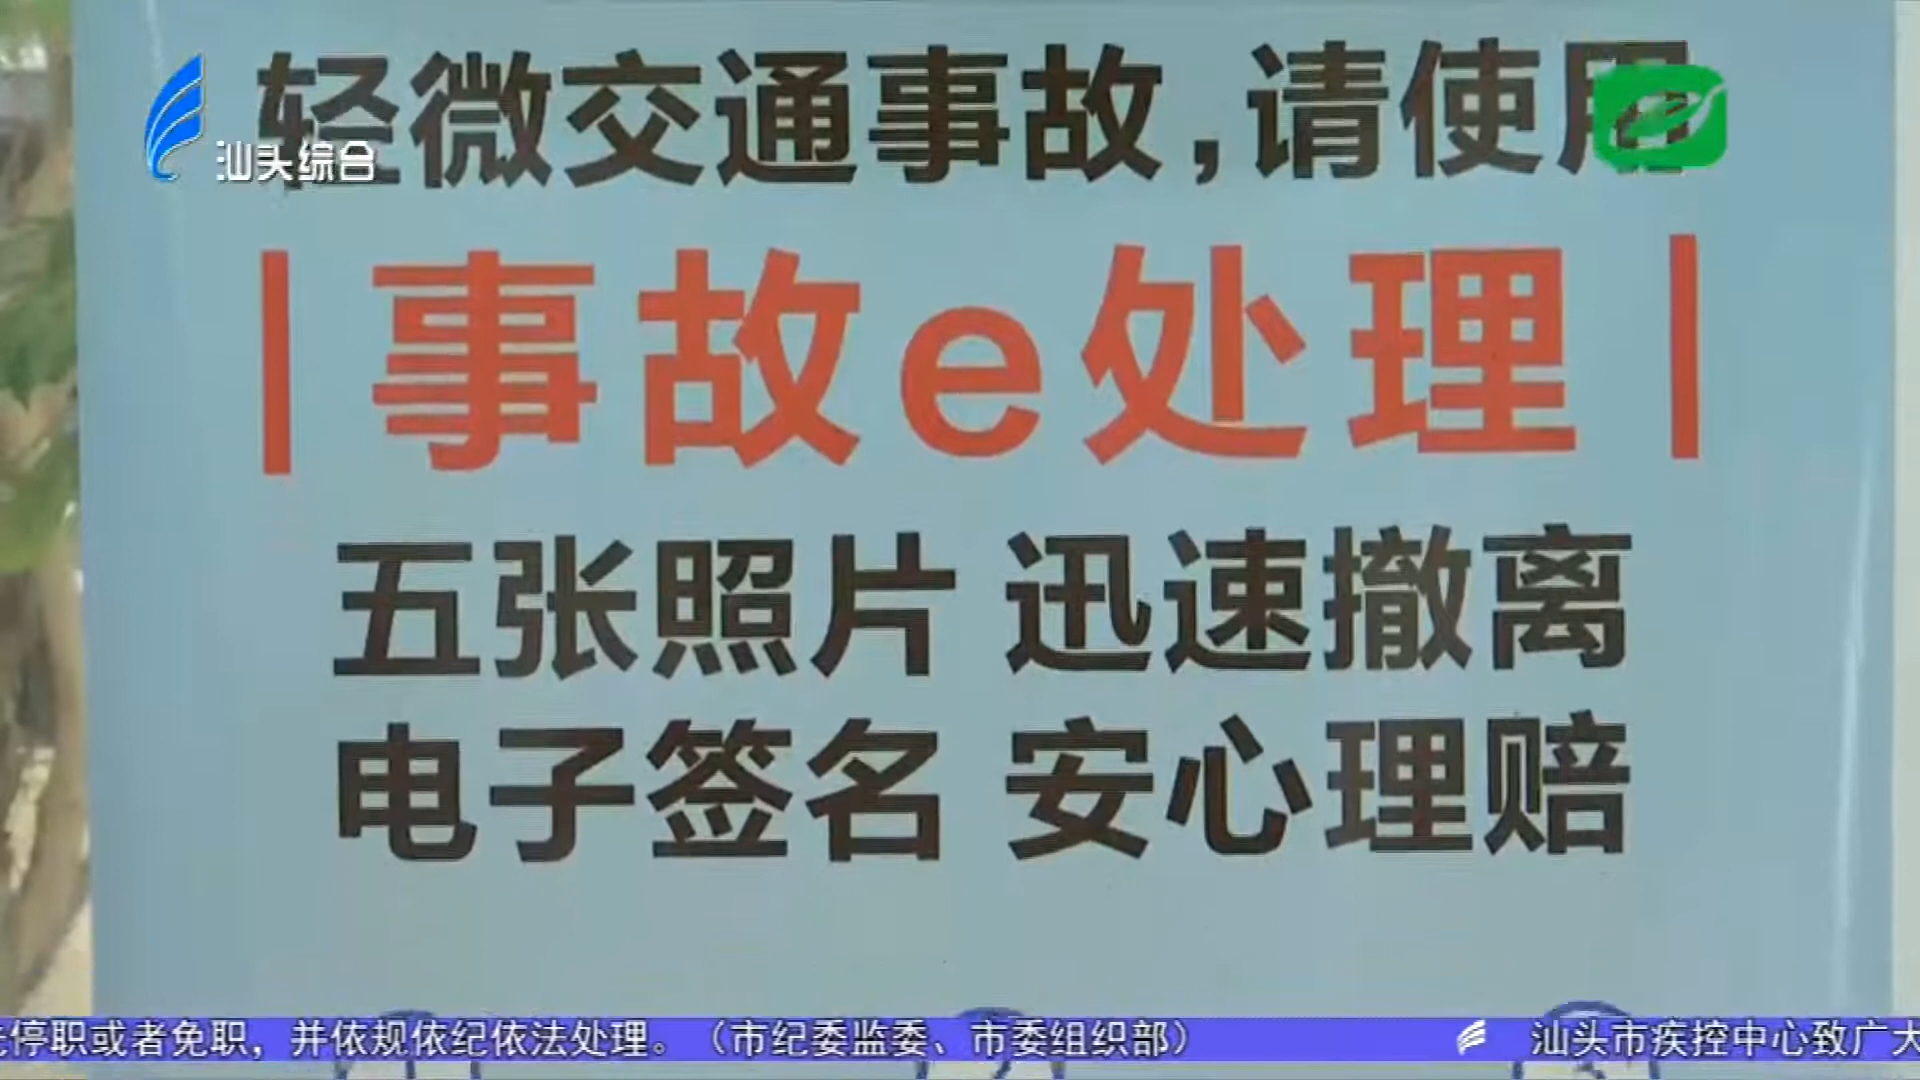 轻微交通事故,请使用
汕头综合
事故e处理
五张照片 迅速撤离
电子签名 安心理赔
停职或者免职，并依规依纪依法处理。（市纪委监委、市委组织部） 汕头市疾控中心致广大